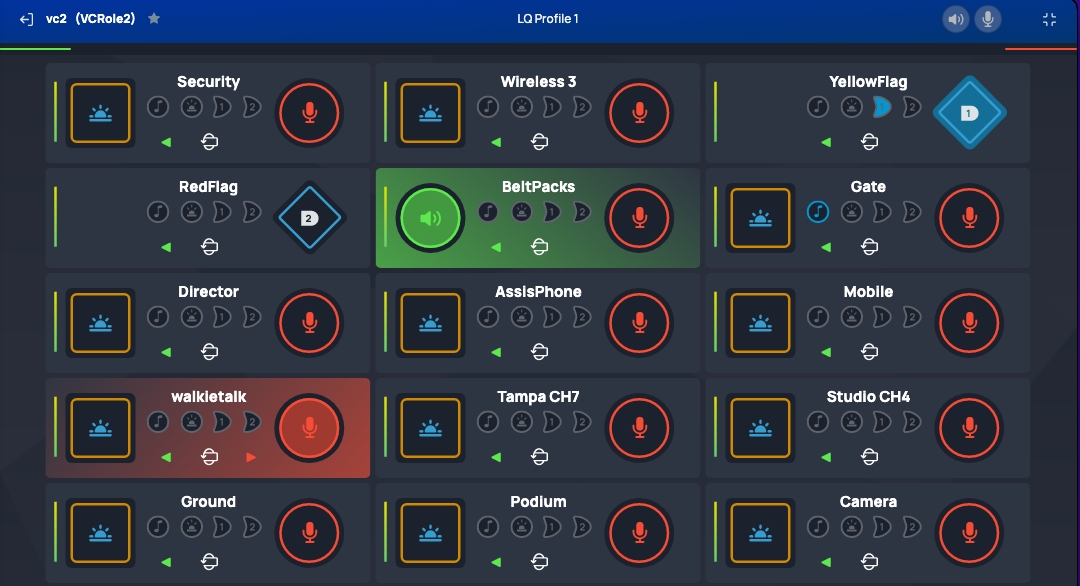 vc2 (VCRole2)
LQ Profile 1
Security
1 2
Wireless 3
1 2
YellowFlag
1 2
1
RedFlag
1 2
2
BeltPacks
1 2
Gate
1 2
Director
1 2
AssisPhone
1 2
Mobile
1 2
walkietalk
1 2
Tampa CH7
1 2
Studio CH4
1 2
Ground
1 2
Podium
1 2
Camera
1 2